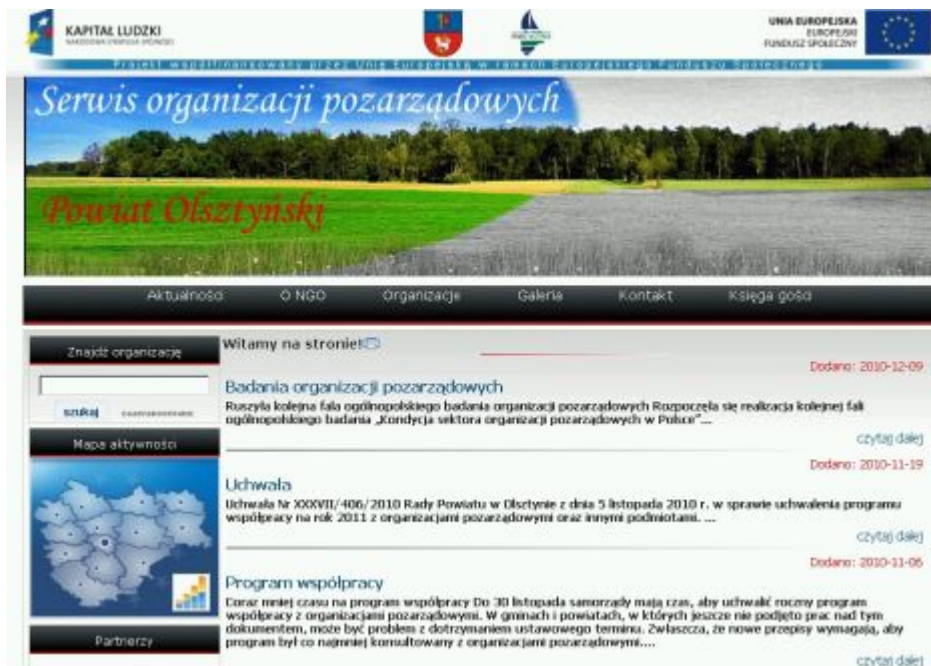 KAPITAŁ LUDZKI
NARODOWA STRATEGIA SPÓJNOŚCI
UNIA EUROPEJSKA
EUROPEJSKI
FUNDUSZ SPOŁECZNY
Projekt współfinansowany przez Unię Europejską w ramach Europejskiego Funduszu Społecznego
Serwis organizacji pozarządowych
Powiat Olsztyński
Aktualności O NGO Organizacje Galeria Kontakt Księga gości
Znajdź organizację
szukaj zaawansowane
Mapa aktywności
Partnerzy
Witamy na stronie!
Dodano: 2010-12-09
Badania organizacji pozarządowych
Ruszyła kolejna fala ogólnopolskiego badania organizacji pozarządowych Rozpoczęła się realizacja kolejnej fali
ogólnopolskiego badania „Kondycja sektora organizacji pozarządowych w Polsce"...
czytaj dalej
Dodano: 2010-11-19
Uchwała
Uchwała Nr XXXVII/406/2010 Rady Powiatu w Olsztynie z dnia 5 listopada 2010 r. w sprawie uchwalenia programu
współpracy na rok 2011 z organizacjami pozarządowymi oraz innymi podmiotami. ...
czytaj dalej
Dodano: 2010-11-06
Program współpracy
Coraz mniej czasu na program współpracy Do 30 listopada samorządy mają czas, aby uchwalić roczny program
współpracy z organizacjami pozarządowymi. W gminach i powiatach, w których jeszcze nie podjęto prac nad tym
dokumentem, może być problem z dotrzymaniem ustawowego terminu. Zwłaszcza, że nowe przepisy wymagają, aby
program był co najmniej konsultowany z organizacjami pozarządowymi....
czytaj dalej